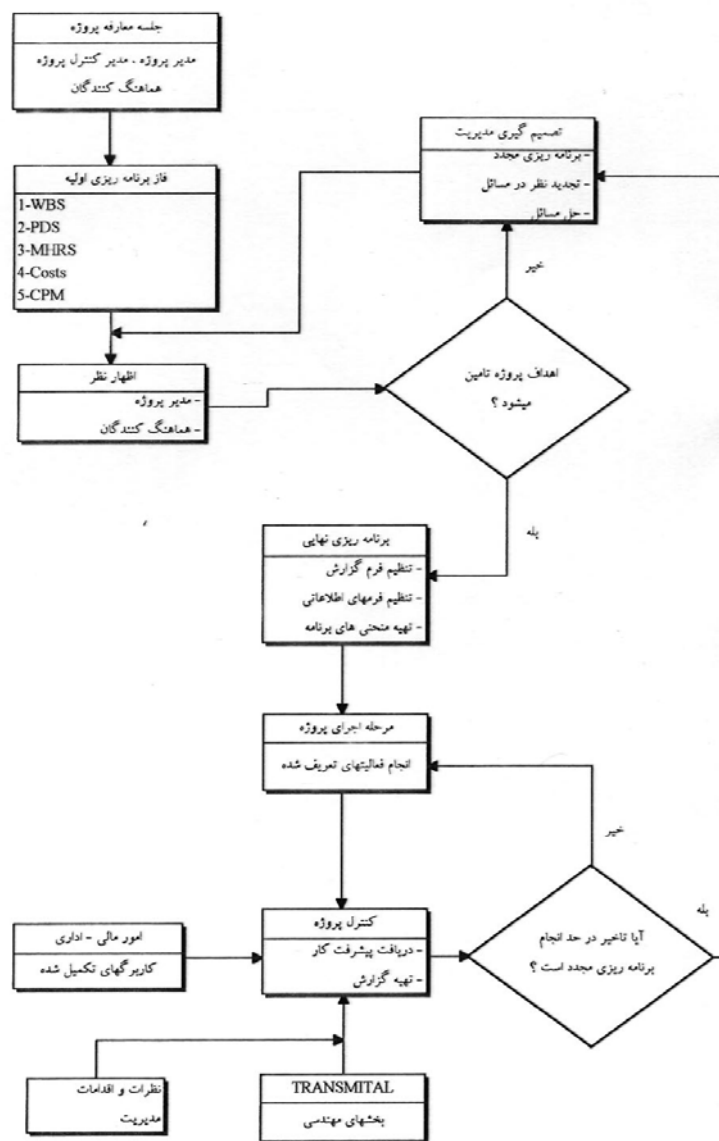 جلسه معارفه پروژه
مدیر پروژه . مدیر کنترل پروژه
هماهنگ کنندگان
فاز برنامه ریزی اولیه
1-WBS
2-PDS
3-MHRS
4-Costs
5-CPM
اظهار نظر
- مدیر پروژه
- هماهنگ کنندگان
تصمیم گیری مدیریت
- برنامه ریزی مجدد
- تجدید نظر در مسائل
- حل مسائل
خیر
اهداف پروژه تامین
میشود ؟
بله
برنامه ریزی نهایی
- تنظیم فرم گزارش
- تنظیم فرمهای اطلاعاتی
- تهیه منحنی های برنامه
مرحله اجرای پروژه
انجام فعالیتهای تعریف شده
خیر
کنترل پروژه
- دریافت پیشرفت کار
- تهیه گزارش
امور مالی - اداری
کاربرگهای تکمیل شده
آیا تاخیر در حد انجام
برنامه ریزی مجدد است ؟
بله
نظرات و اقدامات
مدیریت
TRANSMITAL
بخشهای مهندسی